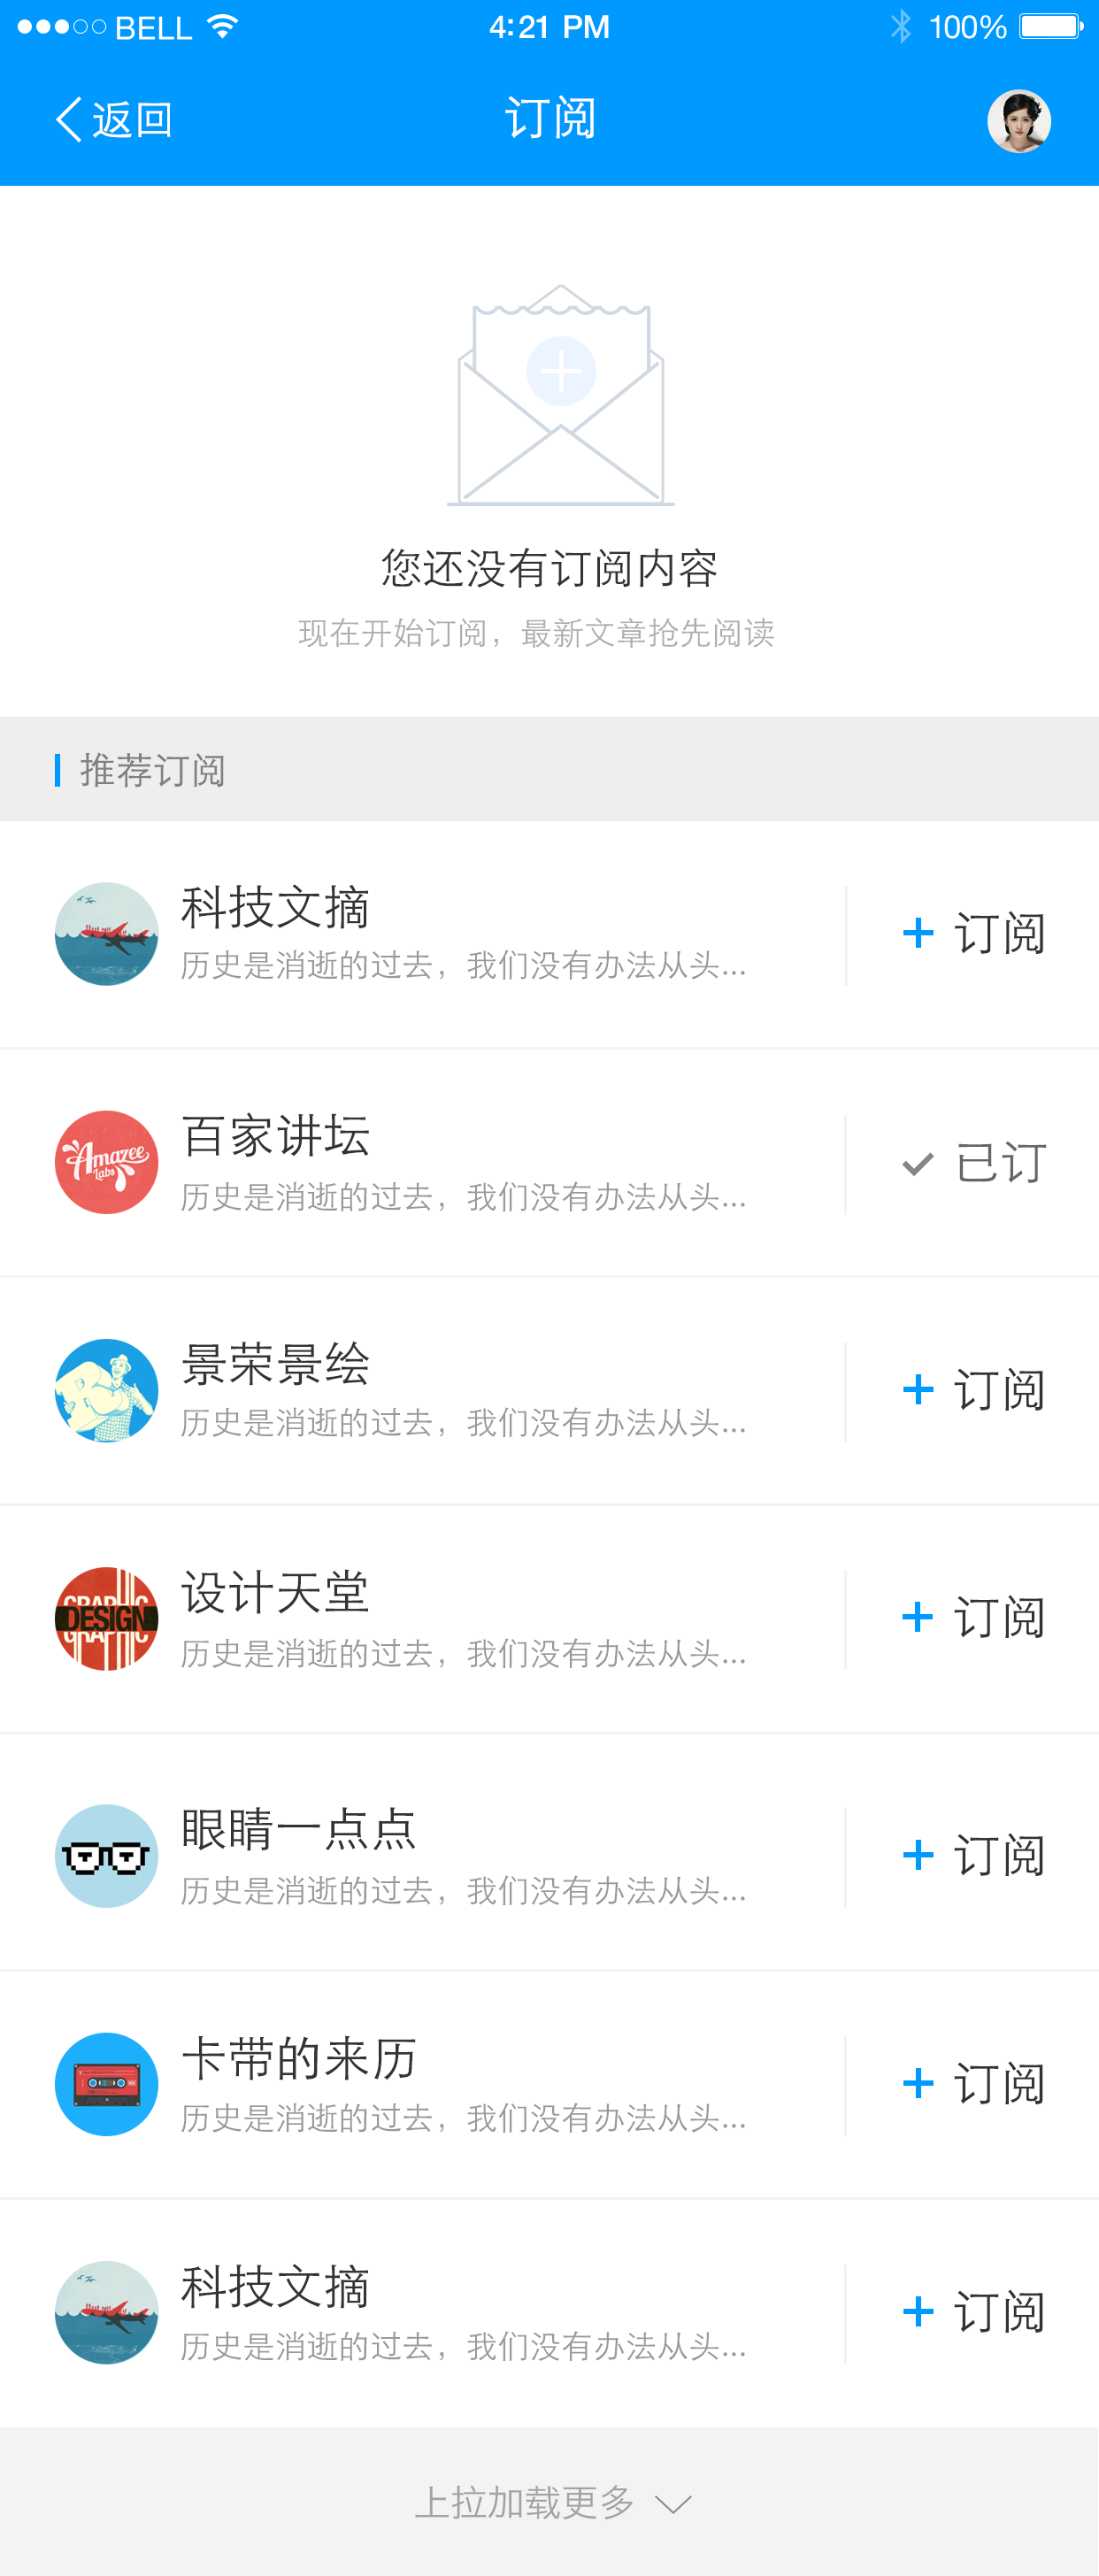 BELL 4:21 PM 100%
返回 订阅
您还没有订阅内容
现在开始订阅，最新文章抢先阅读
推荐订阅
科技文摘
历史是消逝的过去，我们没有办法从头...
+ 订阅
百家讲坛
历史是消逝的过去，我们没有办法从头...
已订
Amazee
Labs
景荣景绘
历史是消逝的过去，我们没有办法从头...
+ 订阅
设计天堂
历史是消逝的过去，我们没有办法从头...
+ 订阅
GRAPHIC
DESIGN
GRAPHIC
眼睛一点点
历史是消逝的过去，我们没有办法从头...
+ 订阅
卡带的来历
历史是消逝的过去，我们没有办法从头...
+ 订阅
科技文摘
历史是消逝的过去，我们没有办法从头...
+ 订阅
上拉加载更多